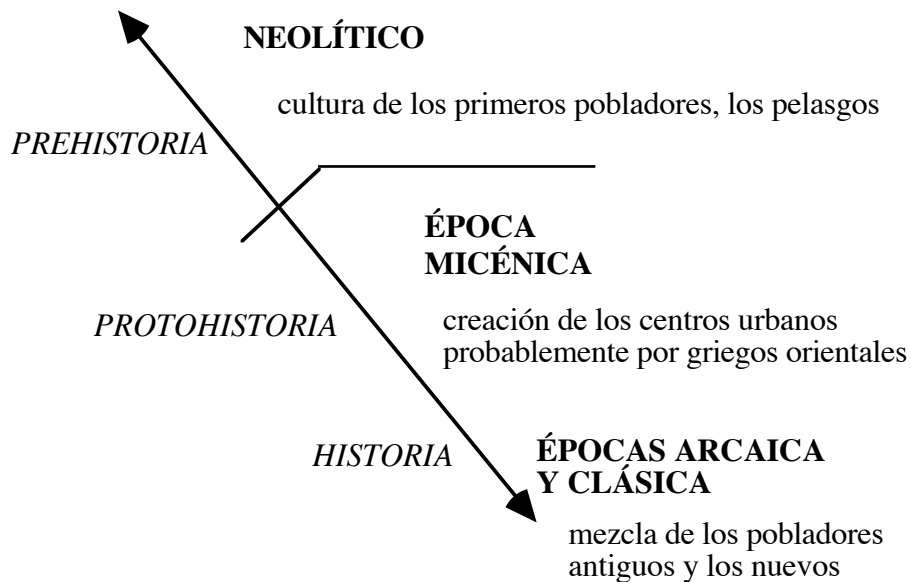 NEOLÍTICO
cultura de los primeros pobladores, los pelasgos
PREHISTORIA
ÉPOCA
MICÉNICA
PROTOHISTORIA
creación de los centros urbanos
probablemente por griegos orientales
HISTORIA
ÉPOCAS ARCAICA
Y CLÁSICA
mezcla de los pobladores
antiguos y los nuevos